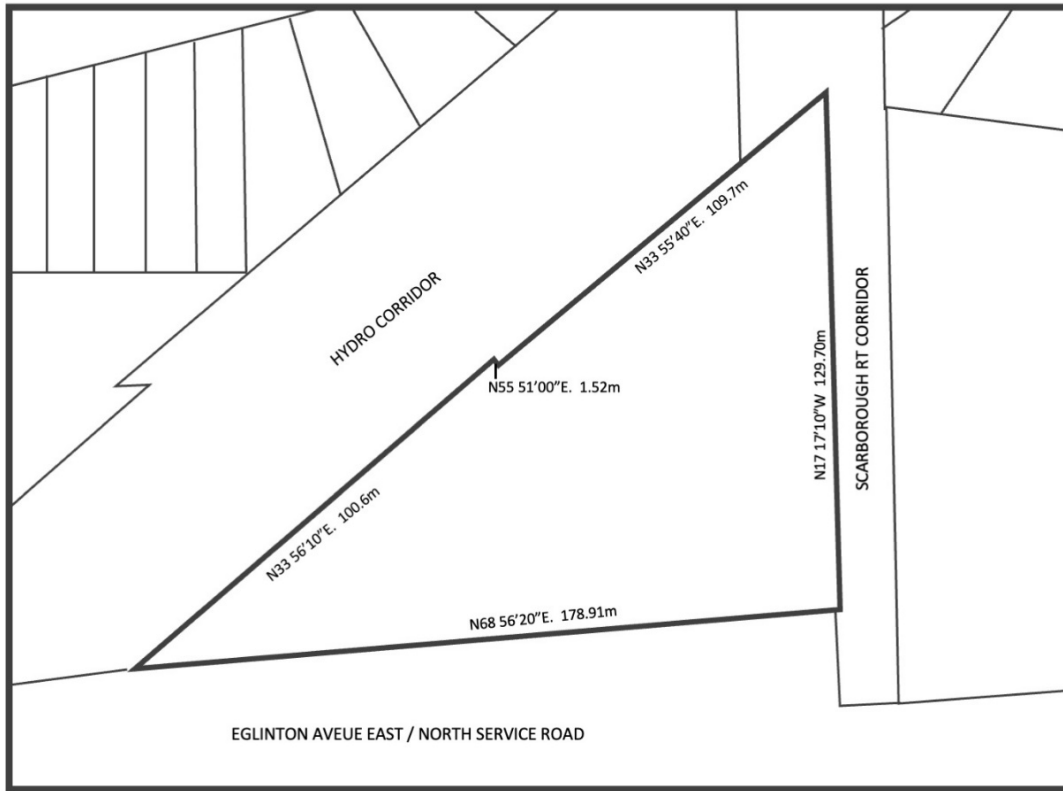 N33 55'40"E.  109.7m
HYDRO CORRIDOR
N55 51'00"E.  1.52m
N17 17'10"W  129.70m
SCARBOROUGH RT CORRIDOR
N33 56'10"E.  100.6m
N68 56'20"E.  178.91m
EGLINTON AVEUE EAST / NORTH SERVICE ROAD